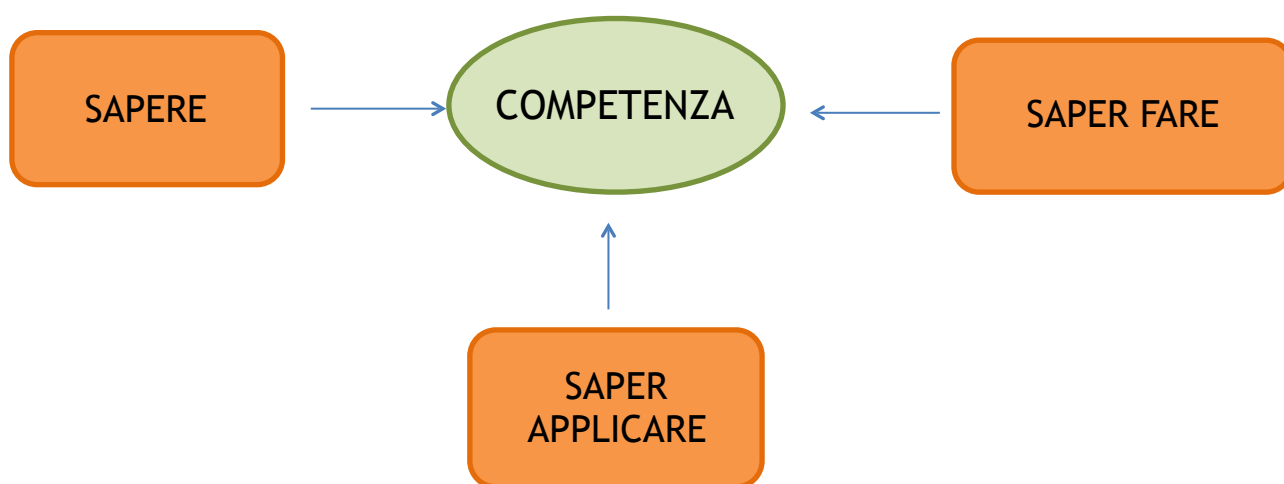 SAPERE
COMPETENZA
SAPER FARE
SAPER
APPLICARE